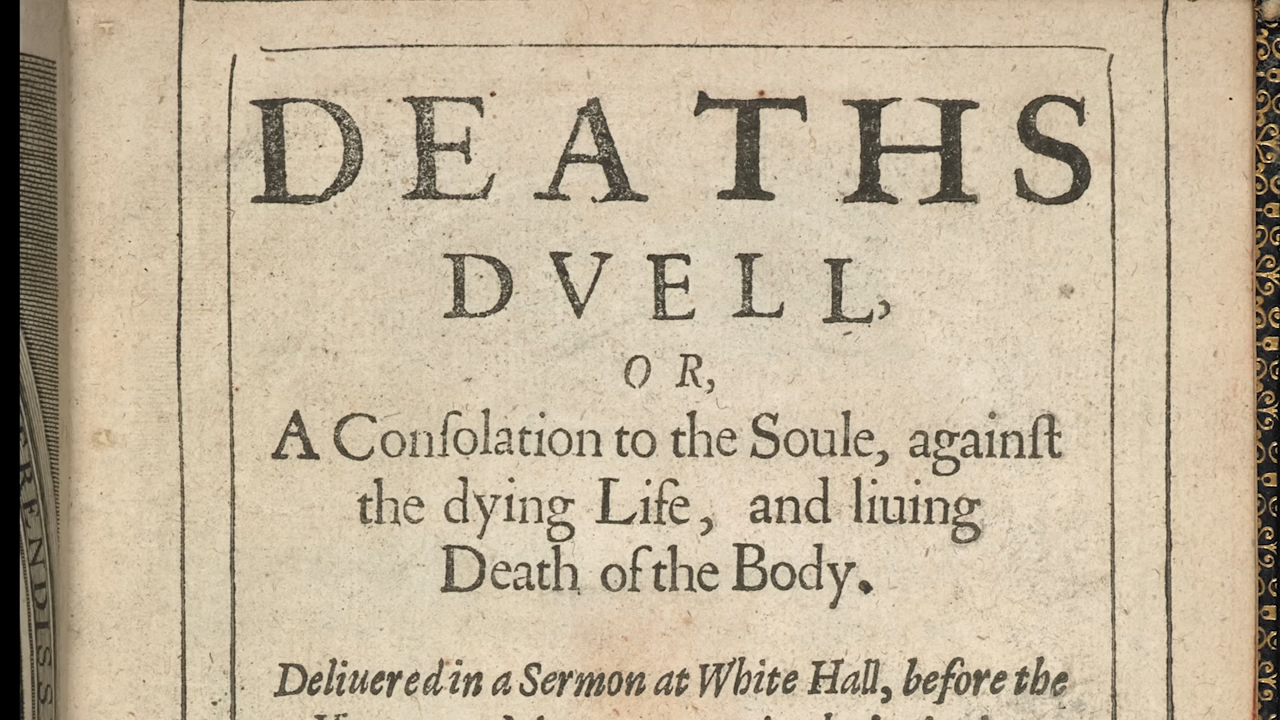 DEATHS
DVELL,
OR,
A Conſolation to the Soule, againſt
the dying Life, and liuing
Death of the Body.
Deliuered in a Sermon at White Hall, before the
RENDISS